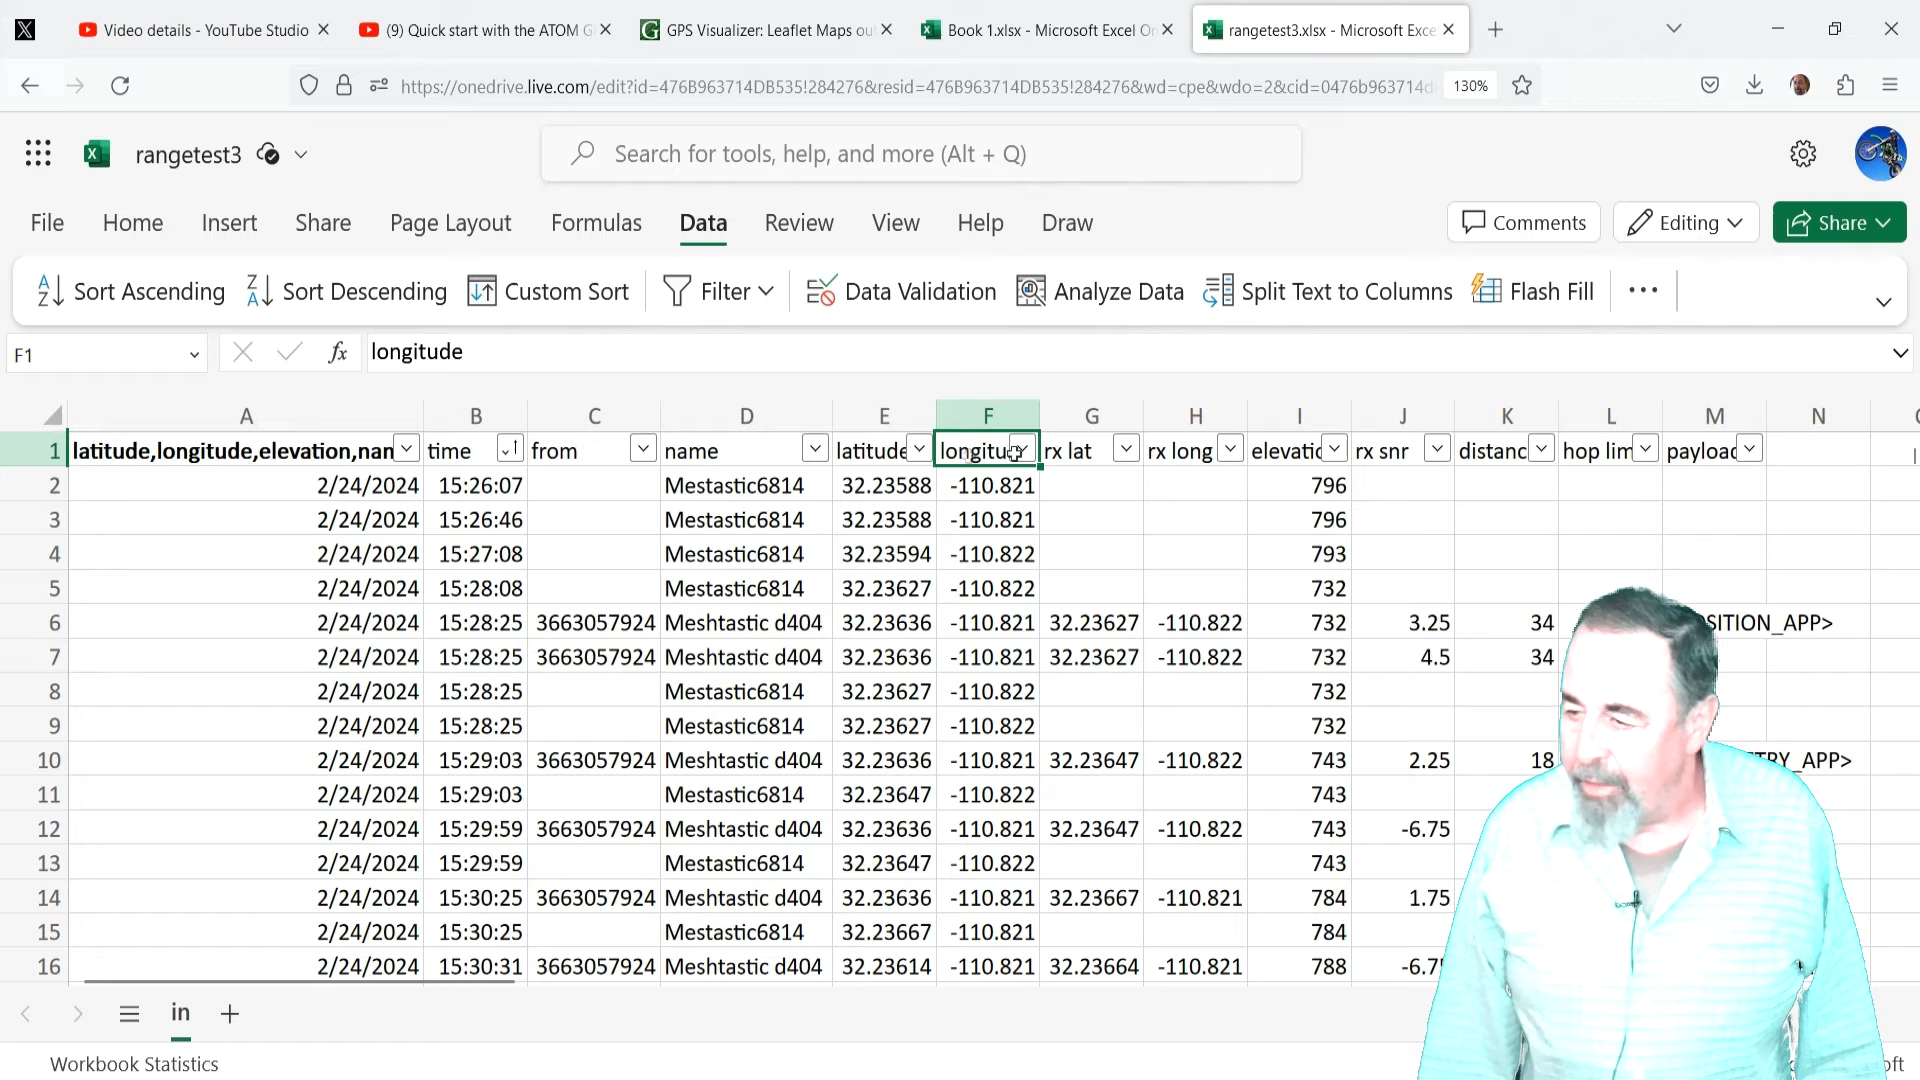 Video details - YouTube Studio
(9) Quick start with the ATOM G
GPS Visualizer: Leaflet Maps ou
Book 1.xlsx - Microsoft Excel On
rangetest3.xlsx - Microsoft Exce
https://onedrive.live.com/edit?id=476B963714DB535!284276&resid=476B963714DB535!284276&wd=cpe&wdo=2&cid=0476b963714d
130%
rangetest3
Search for tools, help, and more (Alt + Q)
File Home Insert Share Page Layout Formulas Data Review View Help Draw
Comments Editing Share
Sort Ascending Sort Descending Custom Sort Filter Data Validation Analyze Data Split Text to Columns Flash Fill
F1 fx longitude
A B C D E F G H I J K L M N
1 latitude,longitude,elevation,nam time from name latitude longitu rx lat rx long elevatic rx snr distanc hop lim payloac
2 2/24/2024 15:26:07 Mestastic6814 32.23588 -110.821 796
3 2/24/2024 15:26:46 Mestastic6814 32.23588 -110.821 796
4 2/24/2024 15:27:08 Mestastic6814 32.23594 -110.822 793
5 2/24/2024 15:28:08 Mestastic6814 32.23627 -110.822 732
6 2/24/2024 15:28:25 3663057924 Meshtastic d404 32.23636 -110.821 32.23627 -110.822 732 3.25 34 SITION_APP>
7 2/24/2024 15:28:25 3663057924 Meshtastic d404 32.23636 -110.821 32.23627 -110.822 732 4.5 34
8 2/24/2024 15:28:25 Mestastic6814 32.23627 -110.822 732
9 2/24/2024 15:28:25 Mestastic6814 32.23627 -110.822 732
10 2/24/2024 15:29:03 3663057924 Meshtastic d404 32.23636 -110.821 32.23647 -110.822 743 2.25 18 TRY_APP>
11 2/24/2024 15:29:03 Mestastic6814 32.23647 -110.822 743
12 2/24/2024 15:29:59 3663057924 Meshtastic d404 32.23636 -110.821 32.23647 -110.822 743 -6.75
13 2/24/2024 15:29:59 Mestastic6814 32.23647 -110.822 743
14 2/24/2024 15:30:25 3663057924 Meshtastic d404 32.23636 -110.821 32.23667 -110.821 784 1.75
15 2/24/2024 15:30:25 Mestastic6814 32.23667 -110.821 784
16 2/24/2024 15:30:31 3663057924 Meshtastic d404 32.23614 -110.821 32.23664 -110.821 788 -6.7
in
Workbook Statistics